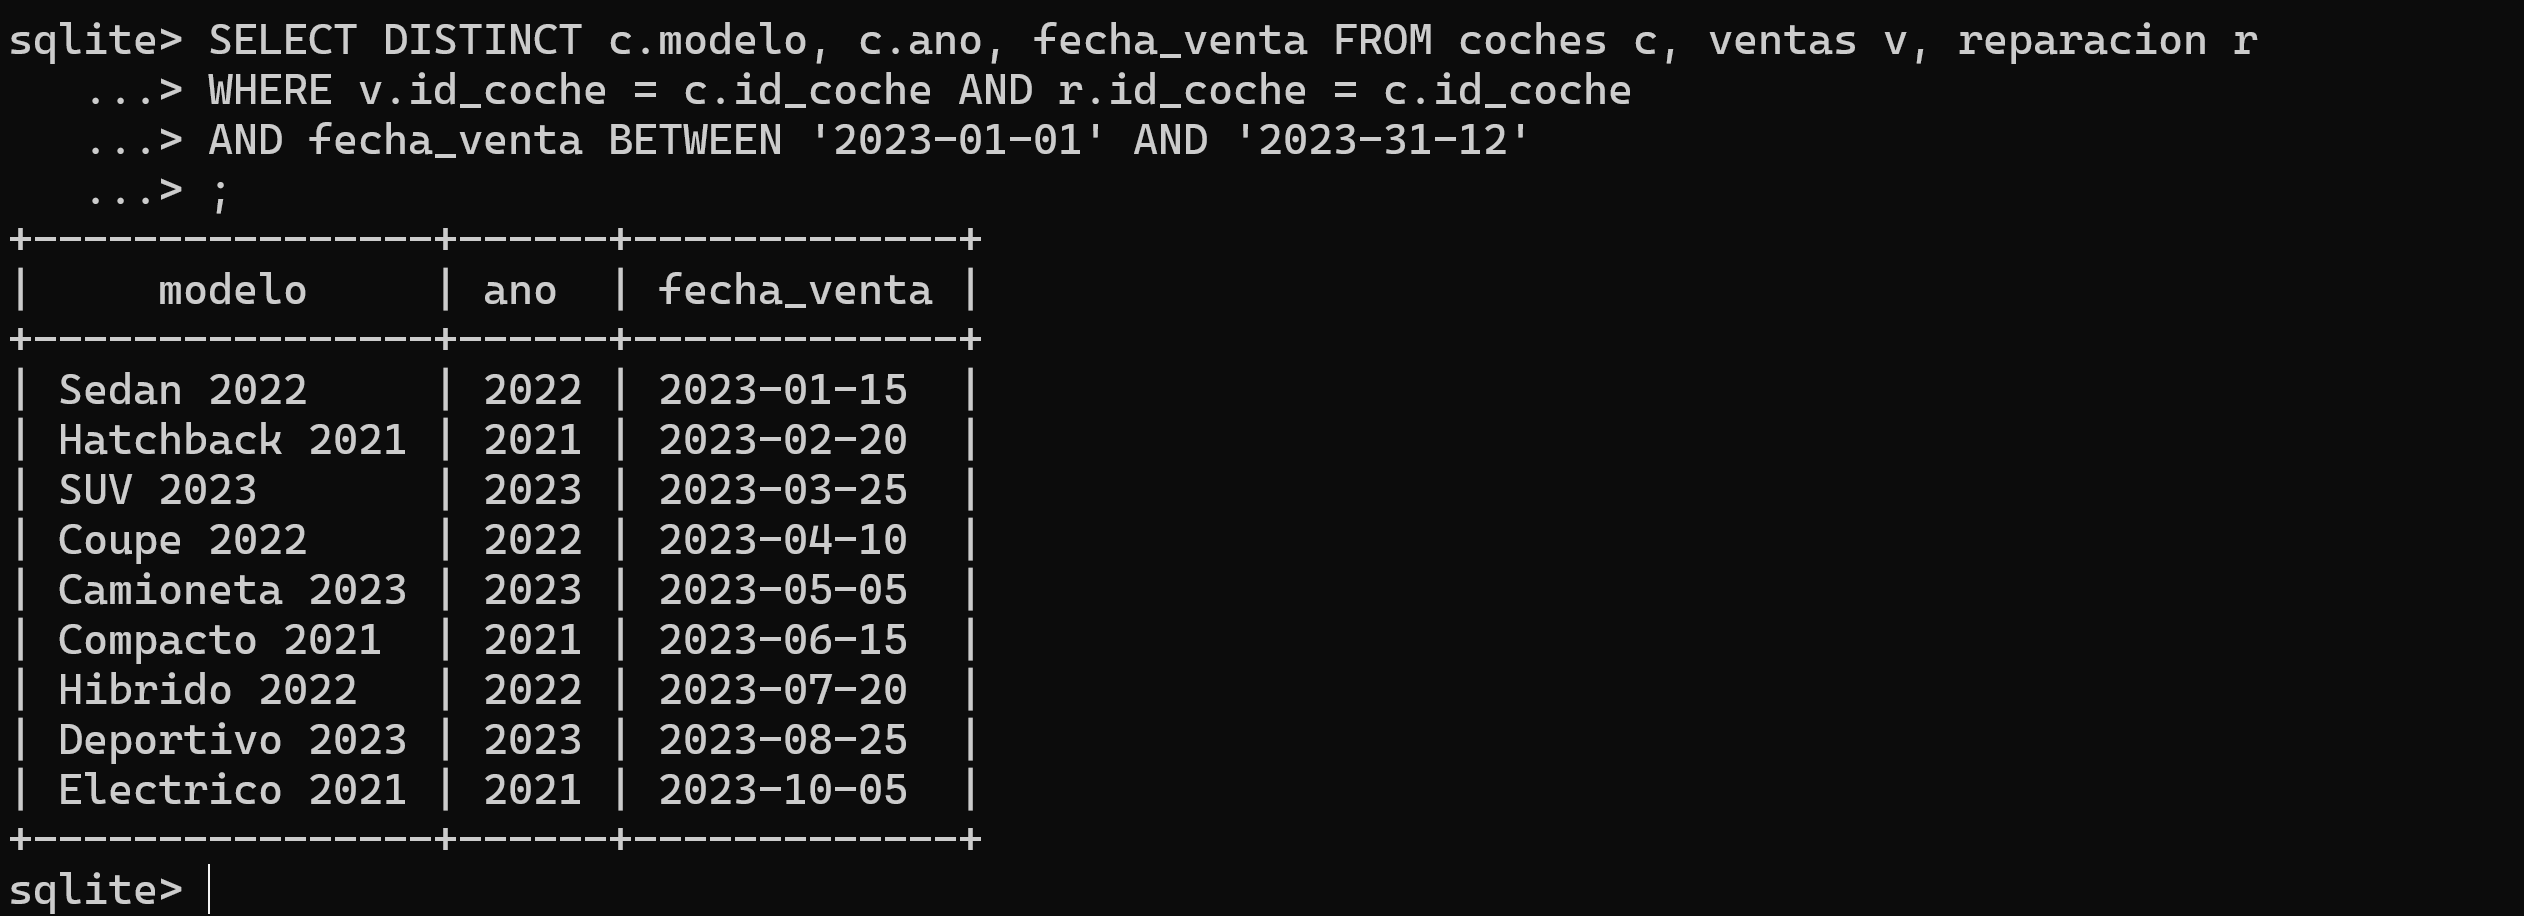 sqlite> SELECT DISTINCT c.modelo, c.ano, fecha_venta FROM coches c, ventas v, reparacion r
   ...> WHERE v.id_coche = c.id_coche AND r.id_coche = c.id_coche
   ...> AND fecha_venta BETWEEN '2023-01-01' AND '2023-31-12'
   ...> ;
+----------------+------+-------------+
|     modelo     | ano  | fecha_venta |
+----------------+------+-------------+
| Sedan 2022     | 2022 | 2023-01-15  |
| Hatchback 2021 | 2021 | 2023-02-20  |
| SUV 2023       | 2023 | 2023-03-25  |
| Coupe 2022     | 2022 | 2023-04-10  |
| Camioneta 2023 | 2023 | 2023-05-05  |
| Compacto 2021  | 2021 | 2023-06-15  |
| Hibrido 2022   | 2022 | 2023-07-20  |
| Deportivo 2023 | 2023 | 2023-08-25  |
| Electrico 2021 | 2021 | 2023-10-05  |
+----------------+------+-------------+
sqlite>